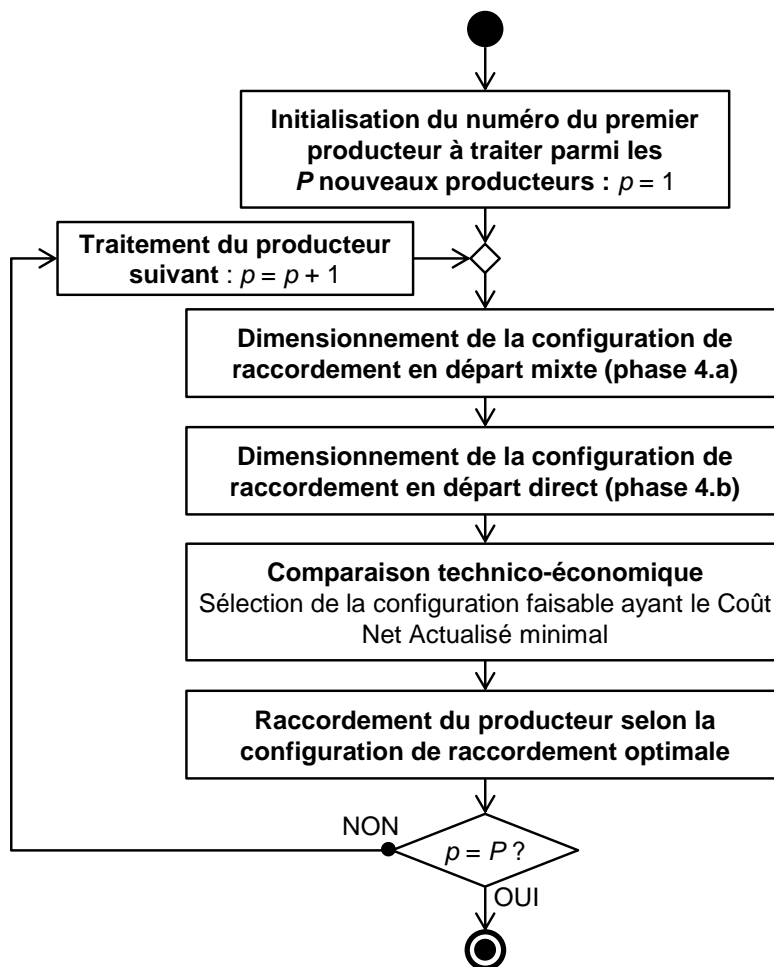 Initialisation du numéro du premier
producteur à traiter parmi les
P nouveaux producteurs : p = 1
Traitement du producteur
suivant : p = p + 1
Dimensionnement de la configuration de
raccordement en départ mixte (phase 4.a)
Dimensionnement de la configuration de
raccordement en départ direct (phase 4.b)
Comparaison technico-économique
Sélection de la configuration faisable ayant le Coût
Net Actualisé minimal
Raccordement du producteur selon la
configuration de raccordement optimale
NON
p = P ?
OUI